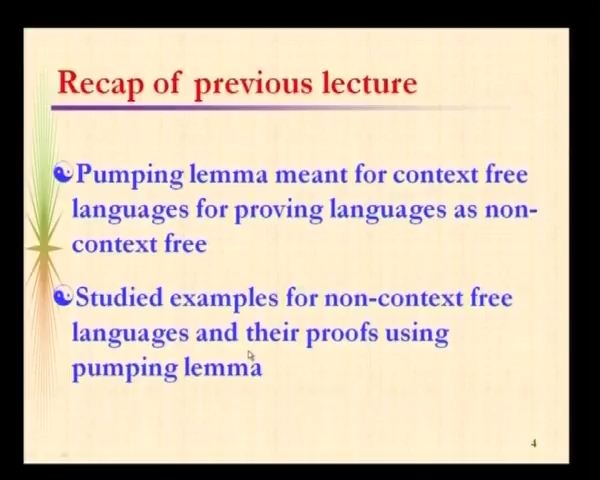 Recap of previous lecture
Pumping lemma meant for context free
languages for proving languages as non-
context free
Studied examples for non-context free
languages and their proofs using
pumping lemma
4